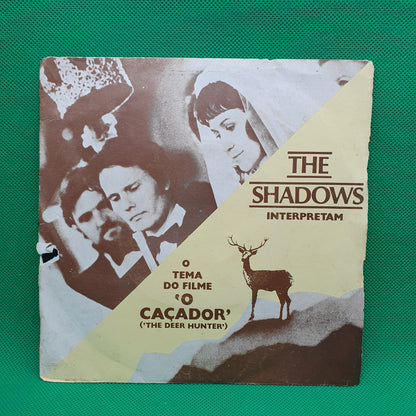 THE
SHADOWS
INTERPRETAM
O
TEMA
DO FILME
‘O
CAÇADOR’
(‘THE DEER HUNTER’)